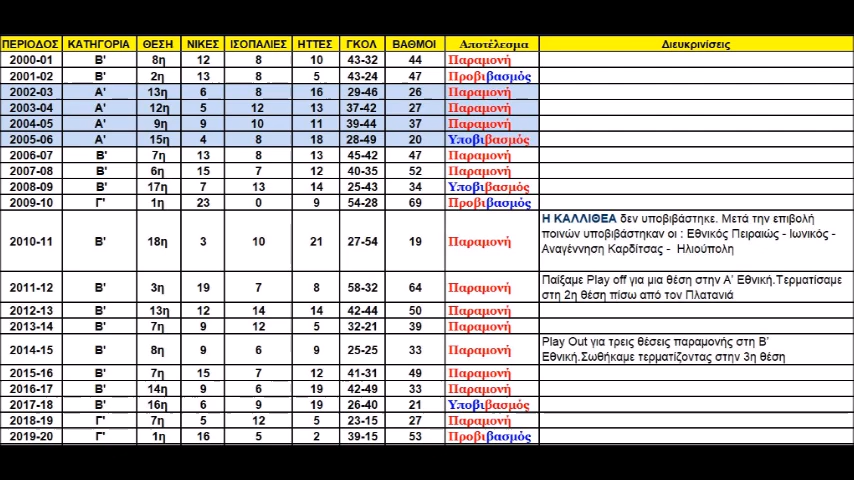 ΠΕΡΙΟΔΟΣ ΚΑΤΗΓΟΡΙΑ ΘΕΣΗ ΝΙΚΕΣ ΙΣΟΠΑΛΙΕΣ ΗΤΤΕΣ ΓΚΟΛ ΒΑΘΜΟΙ Αποτέλεσμα Διευκρινίσεις
2000-01 Β' 8η 12 8 10 43-32 44 Παραμονή
2001-02 Β' 2η 13 8 5 43-24 47 Προβιβασμός
2002-03 Α' 13η 6 8 16 29-46 26 Παραμονή
2003-04 Α' 12η 5 12 13 37-42 27 Παραμονή
2004-05 Α' 9η 9 10 11 39-44 37 Παραμονή
2005-06 Α' 15η 4 8 18 28-49 20 Υποβιβασμός
2006-07 Β' 7η 13 8 13 45-42 47 Παραμονή
2007-08 Β' 6η 15 7 12 40-35 52 Παραμονή
2008-09 Β' 17η 7 13 14 25-43 34 Υποβιβασμός
2009-10 Γ' 1η 23 0 9 54-28 69 Προβιβασμός
2010-11 Β' 18η 3 10 21 27-54 19 Παραμονή Η ΚΑΛΛΙΘΕΑ δεν υποβιβάστηκε. Μετά την επιβολή
ποινών υποβιβάστηκαν οι : Εθνικός Πειραιώς - Ιωνικός -
Αναγέννηση Καρδίτσας - Ηλιούπολη
2011-12 Β' 3η 19 7 8 58-32 64 Παραμονή Παίξαμε Play off για μια θέση στην Α' Εθνική.Τερματίσαμε
στη 2η θέση πίσω από τον Πλατανιά
2012-13 Β' 13η 12 14 14 42-44 50 Παραμονή
2013-14 Β' 7η 9 12 5 32-21 39 Παραμονή
2014-15 Β' 8η 9 6 9 25-25 33 Παραμονή Play Out για τρεις θέσεις παραμονής στη Β'
Εθνική.Σωθήκαμε τερματίζοντας στην 3η θέση
2015-16 Β' 7η 15 7 12 41-31 49 Παραμονή
2016-17 Β' 14η 9 6 19 42-49 33 Παραμονή
2017-18 Β' 16η 6 9 19 26-40 21 Υποβιβασμός
2018-19 Γ' 7η 5 12 5 23-15 27 Παραμονή
2019-20 Γ' 1η 16 5 2 39-15 53 Προβιβασμός